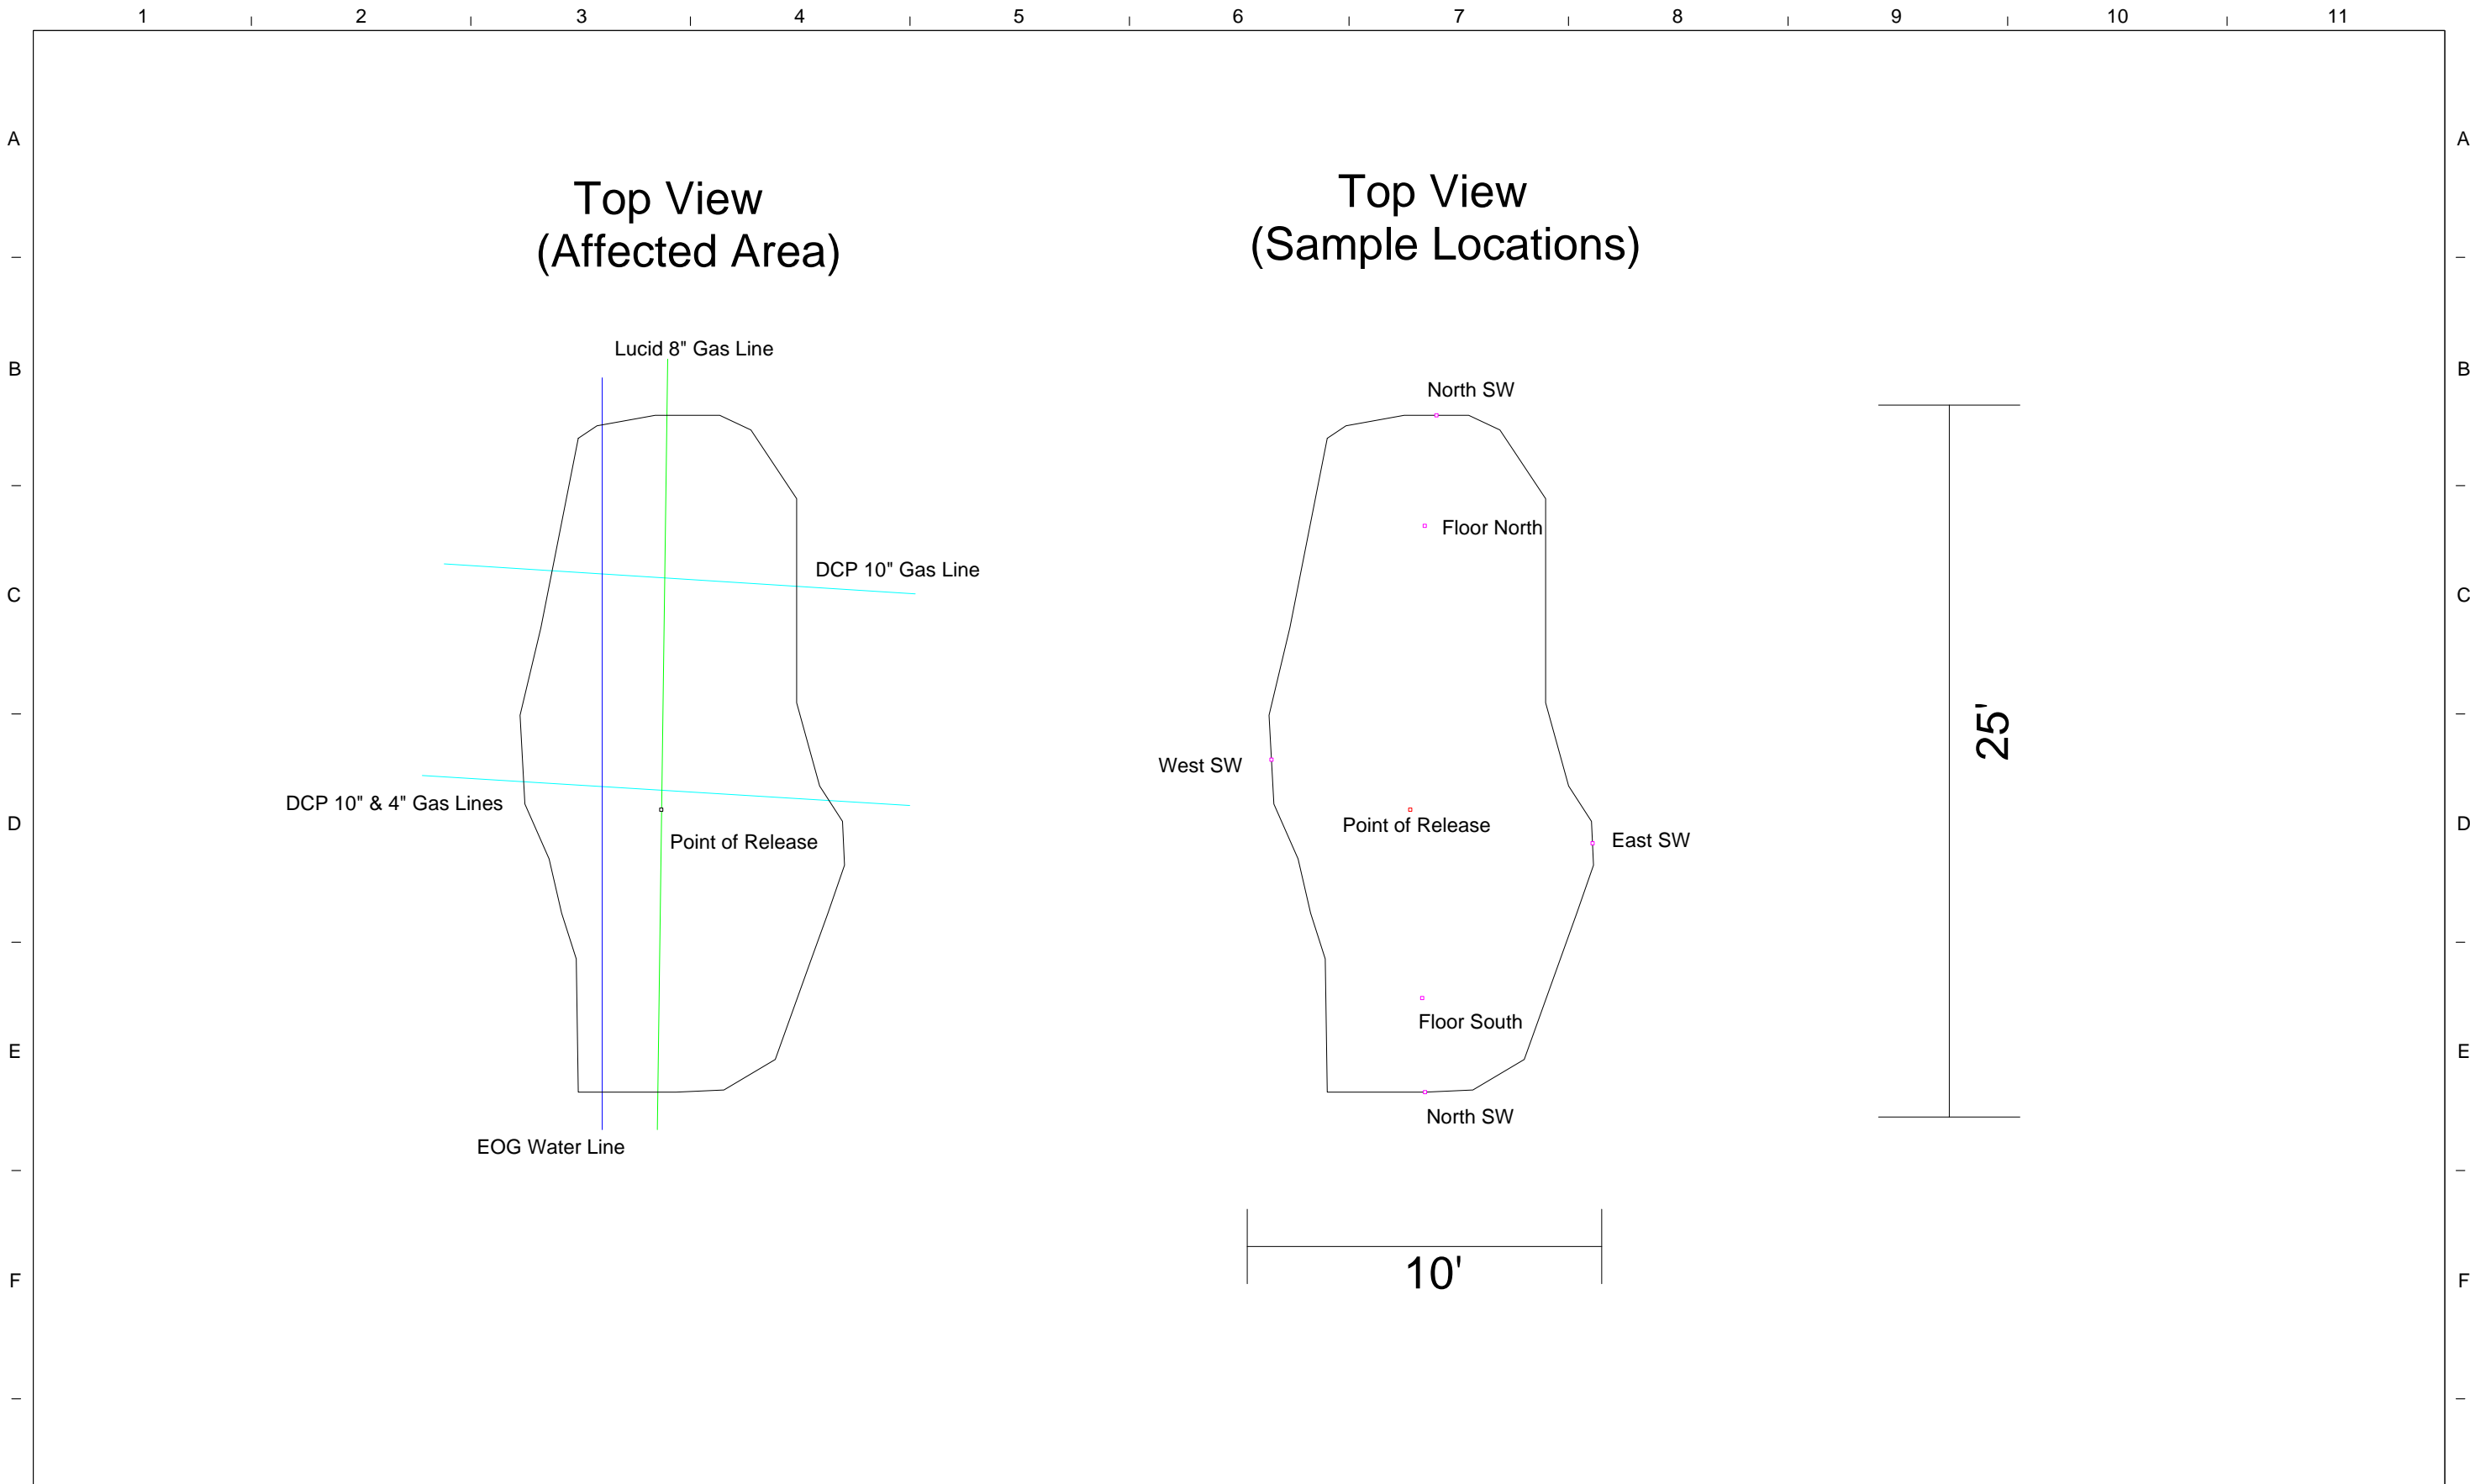 1 2 3 4 5 6 7 8 9 10 11
A A
Top View
(Affected Area)
Top View
(Sample Locations)
B B
Lucid 8" Gas Line
North SW
Floor North
DCP 10" Gas Line
C C
25'
West SW
DCP 10" & 4" Gas Lines
D D
Point of Release
Point of Release
East SW
Floor South
E E
North SW
EOG Water Line
10'
F F